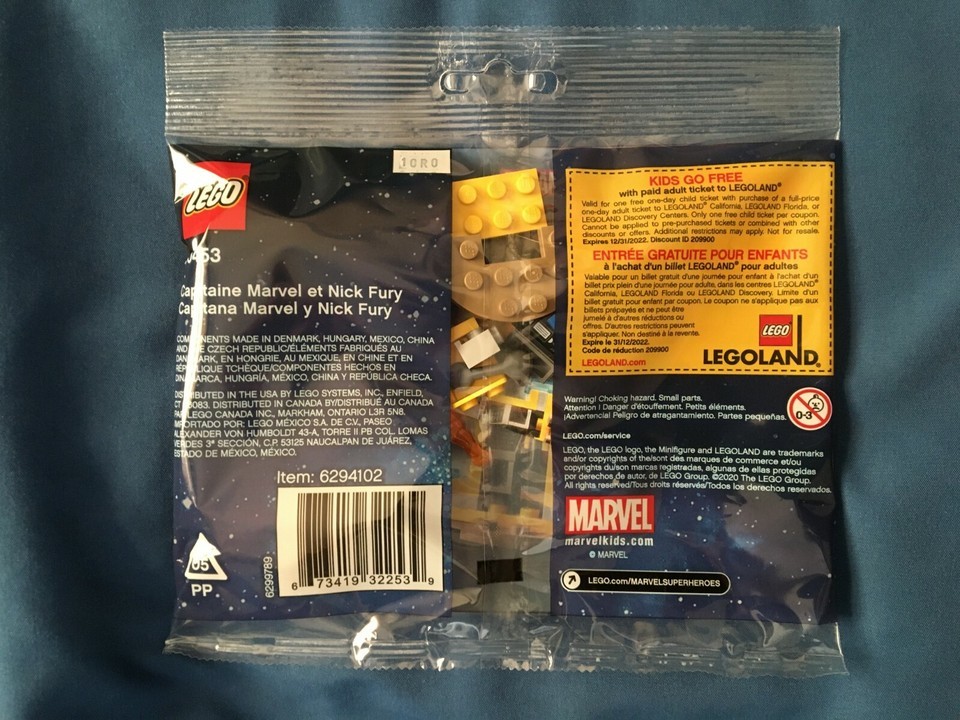 LEGO
10R0
Capitaine Marvel et Nick Fury
Capitana Marvel y Nick Fury
COMPONENTS MADE IN DENMARK, HUNGARY, MEXICO, CHINA
AND CZECH REPUBLIC/ÉLÉMENTS FABRIQUÉS AU
DANEMARK, EN HONGRIE, AU MEXIQUE, EN CHINE ET EN
RÉPUBLIQUE TCHÈQUE/COMPONENTES HECHOS EN
DINAMARCA, HUNGRÍA, MÉXICO, CHINA Y REPÚBLICA CHECA.
DISTRIBUTED IN THE USA BY LEGO SYSTEMS, INC., ENFIELD,
CT 06083. DISTRIBUTED IN CANADA BY/DISTRIBUÉ AU CANADA
PAR LEGO CANADA INC., MARKHAM, ONTARIO L3R 5N8.
IMPORTADO POR: LEGO MÉXICO S.A. DE C.V., PASEO
ALEXANDER VON HUMBOLDT 43-A, TORRE II PB COL. LOMAS
VERDES 3ª SECCIÓN, C.P. 53125 NAUCALPAN DE JUÁREZ,
ESTADO DE MÉXICO, MÉXICO.
Item: 6294102
6299789
6 73419 32253 9
05
PP
KIDS GO FREE
with paid adult ticket to LEGOLAND®
Valid for one free one-day child ticket with purchase of a full-price
one-day adult ticket to LEGOLAND® California, LEGOLAND Florida, or
LEGOLAND Discovery Centers. Only one free child ticket per coupon.
Cannot be applied to pre-purchased tickets or combined with other
discounts or offers. Additional restrictions may apply. Not for resale.
Expires 12/31/2022. Discount ID 209900
ENTRÉE GRATUITE POUR ENFANTS
à l'achat d'un billet LEGOLAND® pour adultes
Valable pour un billet gratuit d'une journée pour enfant à l'achat d'un
billet prix plein d'une journée pour adulte, dans les centres LEGOLAND®
California, LEGOLAND Florida ou LEGOLAND Discovery. Limite d'un
billet gratuit pour enfant par coupon. Le coupon ne s'applique pas aux
billets prépayés et ne peut être
jumelé à d'autres réductions ou
offres. D'autres restrictions peuvent
s'appliquer. Non destiné à la revente.
Expire le 31/12/2022.
Code de réduction 209900
LEGOLAND.com
LEGO
LEGOLAND®
Warning! Choking hazard. Small parts.
Attention ! Danger d'étouffement. Petits éléments.
¡Advertencia! Peligro de atragantamiento. Partes pequeñas.
0-3
LEGO.com/service
LEGO, the LEGO logo, the Minifigure and LEGOLAND are trademarks
and/or copyrights of the/sont des marques de commerce et/ou
copyrights du/son marcas registradas, algunas de ellas protegidas
por derechos de autor, de LEGO Group. ©2020 The LEGO Group.
All rights reserved/Tous droits réservés/Todos los derechos reservados.
MARVEL
marvelkids.com
© MARVEL
LEGO.com/MARVELSUPERHEROES